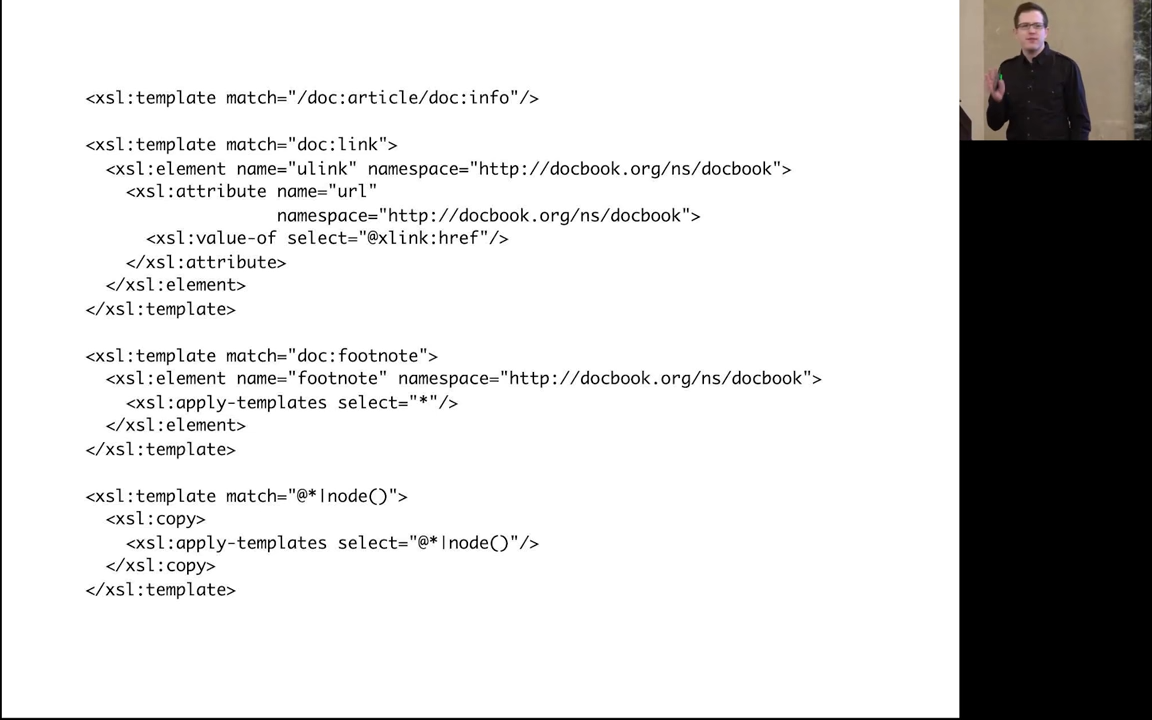 <xsl:template match="/doc:article/doc:info"/>
<xsl:template match="doc:link">
<xsl:element name="ulink" namespace="http://docbook.org/ns/docbook">
<xsl:attribute name="url"
namespace="http://docbook.org/ns/docbook">
<xsl:value-of select="@xlink:href"/>
</xsl:attribute>
</xsl:element>
</xsl:template>
<xsl:template match="doc:footnote">
<xsl:element name="footnote" namespace="http://docbook.org/ns/docbook">
<xsl:apply-templates select="*"/>
</xsl:element>
</xsl:template>
<xsl:template match="@*|node()">
<xsl:copy>
<xsl:apply-templates select="@*|node()"/>
</xsl:copy>
</xsl:template>